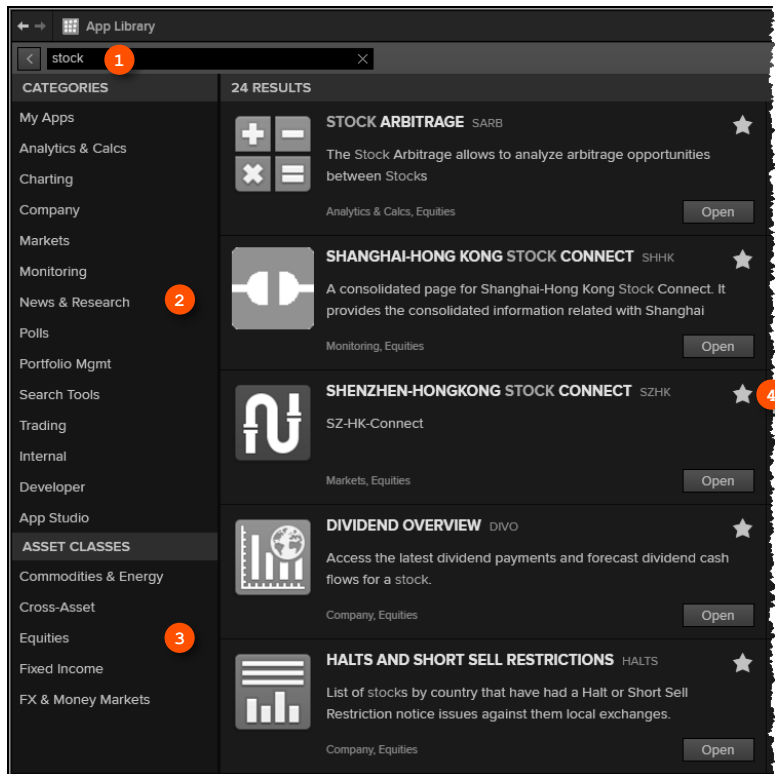 App Library
stock
1
CATEGORIES
My Apps
Analytics & Calcs
Charting
Company
Markets
Monitoring
News & Research
2
Polls
Portfolio Mgmt
Search Tools
Trading
Internal
Developer
App Studio
ASSET CLASSES
Commodities & Energy
Cross-Asset
Equities
3
Fixed Income
FX & Money Markets
24 RESULTS
STOCK ARBITRAGE SARB
The Stock Arbitrage allows to analyze arbitrage opportunities
between Stocks
Analytics & Calcs, Equities
Open
SHANGHAI-HONG KONG STOCK CONNECT SHHK
A consolidated page for Shanghai-Hong Kong Stock Connect. It
provides the consolidated information related with Shanghai
Monitoring, Equities
Open
SHENZHEN-HONGKONG STOCK CONNECT SZHK
4
SZ-HK-Connect
Markets, Equities
Open
DIVIDEND OVERVIEW DIVO
Access the latest dividend payments and forecast dividend cash
flows for a stock.
Company, Equities
Open
HALTS AND SHORT SELL RESTRICTIONS HALTS
List of stocks by country that have had a Halt or Short Sell
Restriction notice issues against them local exchanges.
Company, Equities
Open